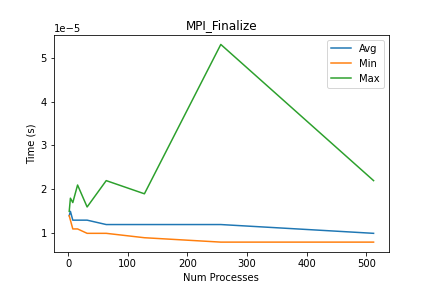 MPI_Finalize
1e−5
Avg
Min
Max
5
4
3
2
1
Time (s)
0 100 200 300 400 500
Num Processes